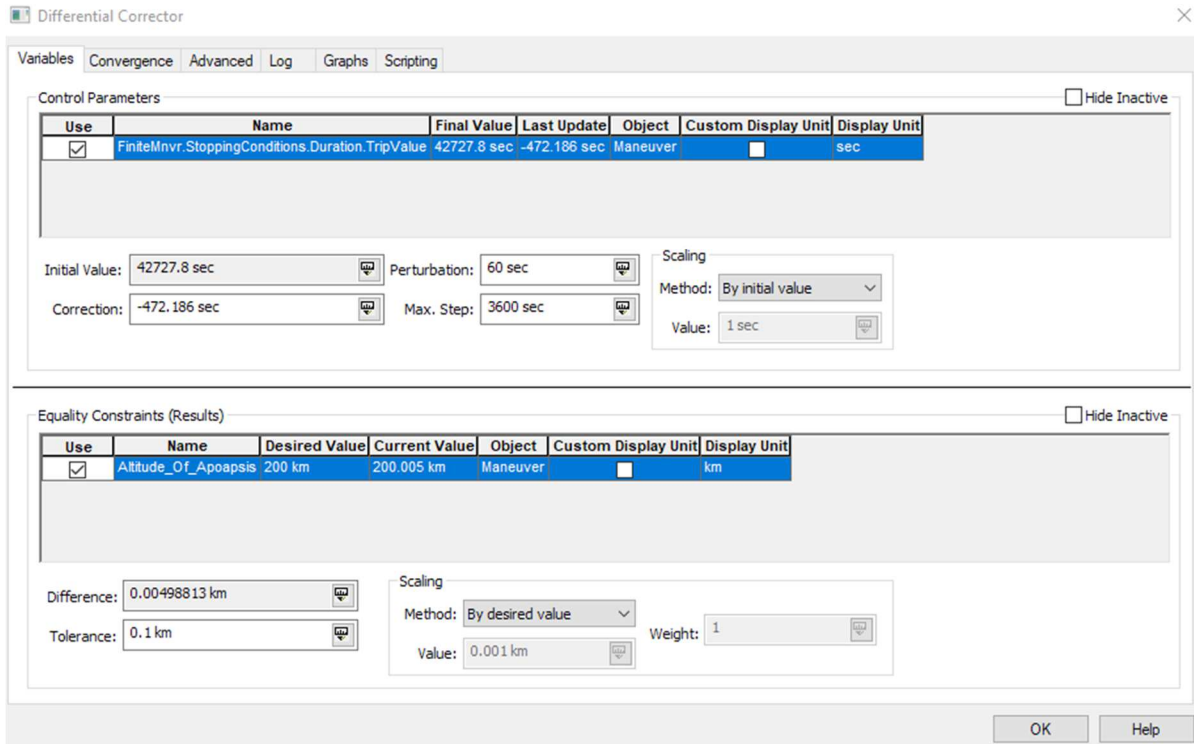 Differential Corrector
Variables Convergence Advanced Log Graphs Scripting
Control Parameters Hide Inactive
Use Name Final Value Last Update Object Custom Display Unit Display Unit
FiniteMnvr.StoppingConditions.Duration.TripValue 42727.8 sec -472.186 sec Maneuver sec
Scaling
Initial Value: 42727.8 sec Perturbation: 60 sec
Method: By initial value
Correction: -472.186 sec Max. Step: 3600 sec
Value: 1 sec
Equality Constraints (Results) Hide Inactive
Use Name Desired Value Current Value Object Custom Display Unit Display Unit
Altitude_Of_Apoapsis 200 km 200.005 km Maneuver km
Scaling
Difference: 0.00498813 km
Method: By desired value
Weight: 1
Tolerance: 0.1 km
Value: 0.001 km
OK Help